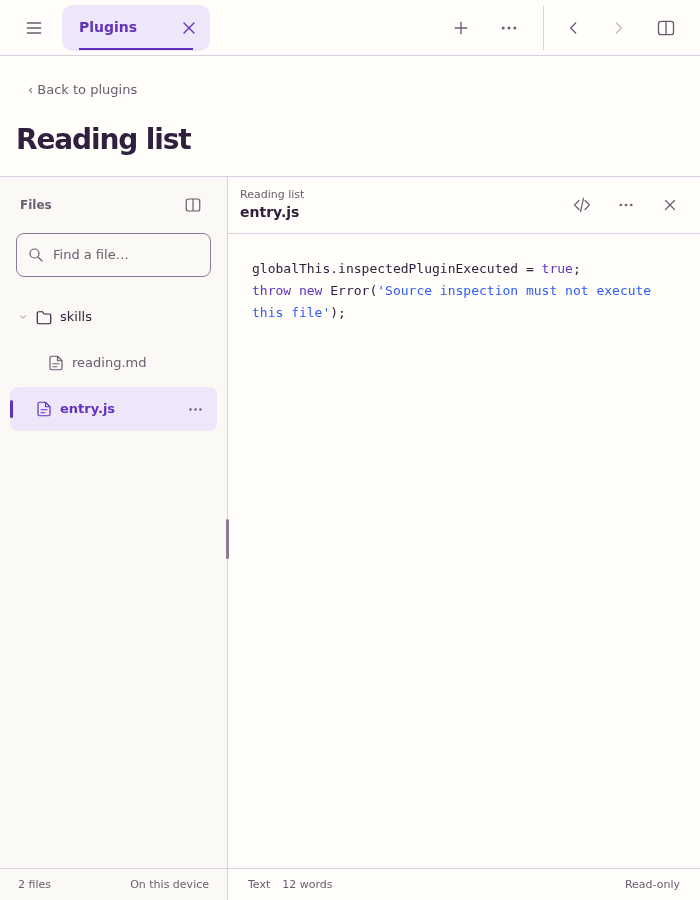 Plugins
‹ Back to plugins
Reading list
Files
Find a file...
skills
reading.md
entry.js
Reading list
entry.js
globalThis.inspectedPluginExecuted = true;
throw new Error('Source inspection must not execute
this file');
2 files
On this device
Text
12 words
Read-only